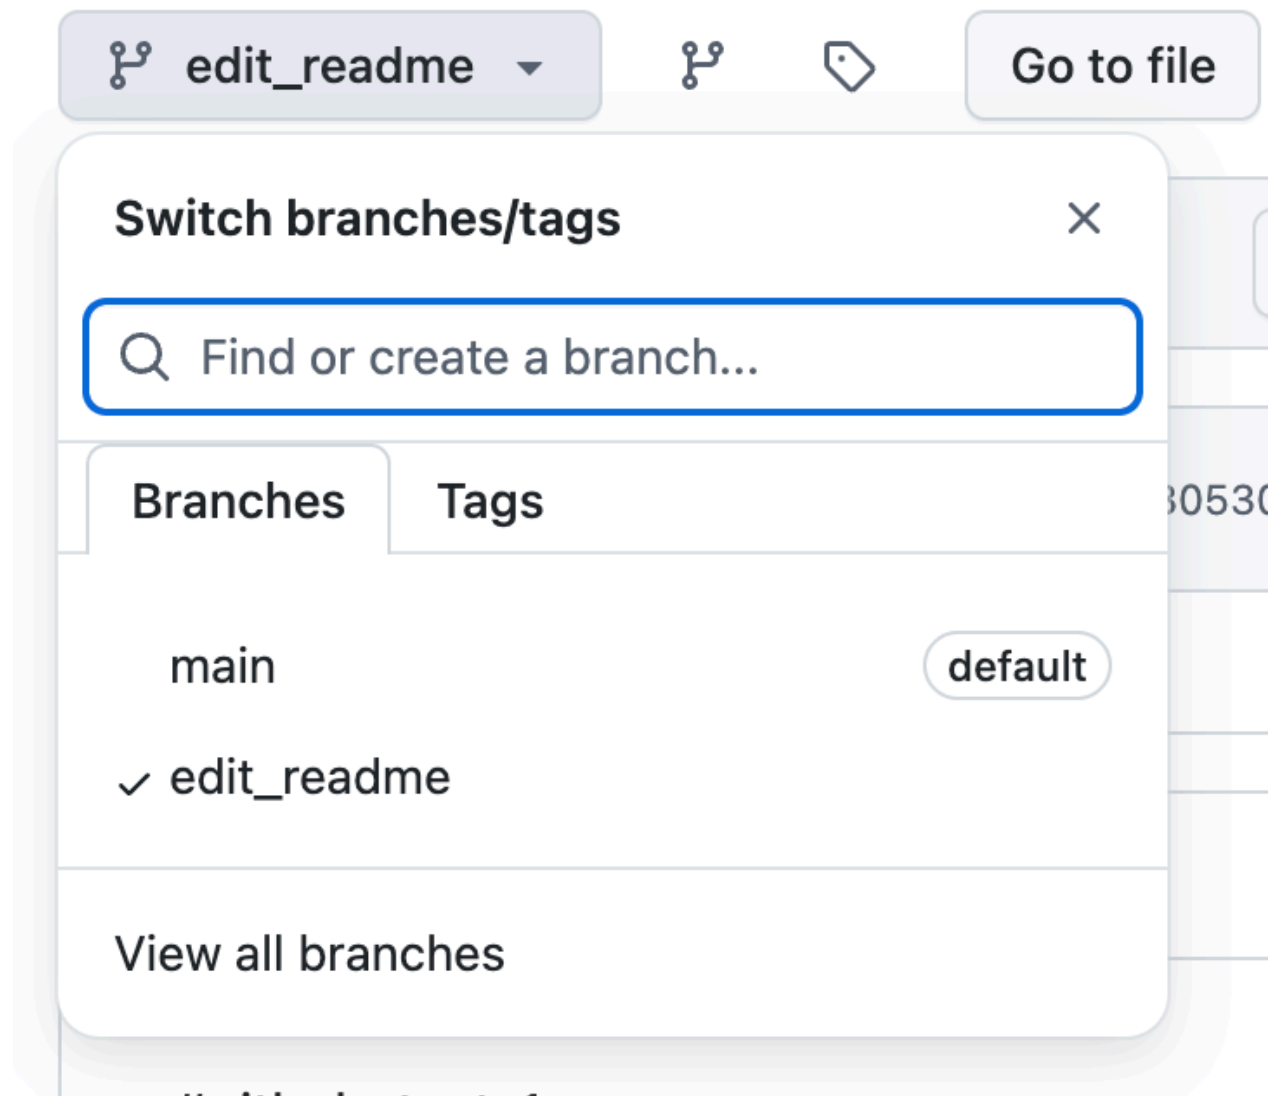 edit_readme
Go to file
Switch branches/tags
Find or create a branch...
Branches Tags
main default
edit_readme
View all branches